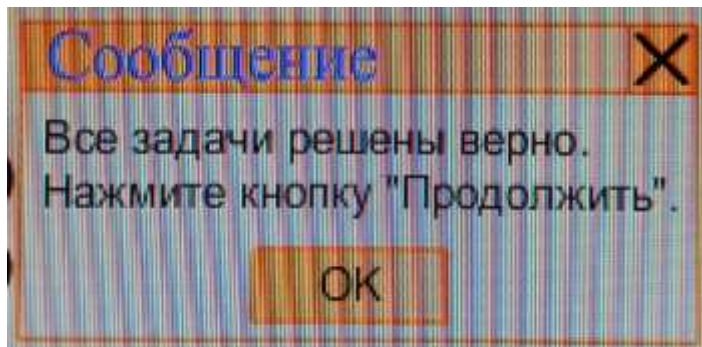 Сообщение
Все задачи решены верно.
Нажмите кнопку "Продолжить".
OK